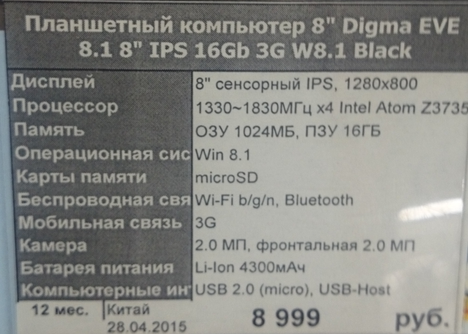 Планшетный компьютер 8" Digma EVE
8.1 8" IPS 16Gb 3G W8.1 Black
Дисплей 8" сенсорный IPS, 1280x800
Процессор 1330~1830МГц x4 Intel Atom Z3735
Память ОЗУ 1024МБ, ПЗУ 16ГБ
Операционная сис Win 8.1
Карты памяти microSD
Беспроводная свя Wi-Fi b/g/n, Bluetooth
Мобильная связь 3G
Камера 2.0 МП, фронтальная 2.0 МП
Батарея питания Li-Ion 4300мАч
Компьютерные инт USB 2.0 (micro), USB-Host
12 мес. Китай 8 999 руб.
28.04.2015